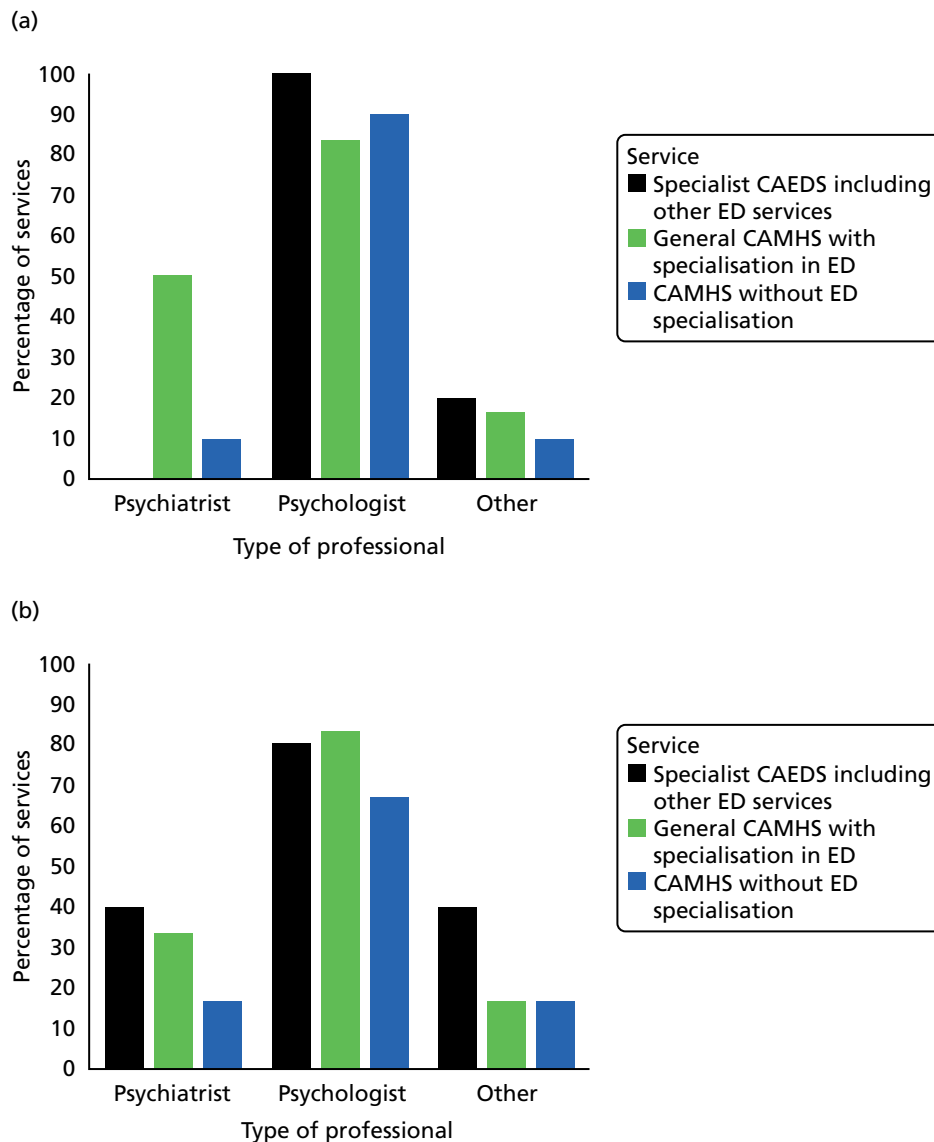 (a)
100
90
80
70
60
50
40
30
20
10
0
Percentage of services
Psychiatrist Psychologist Other
Type of professional
Service
Specialist CAEDS including
other ED services
General CAMHS with
specialisation in ED
CAMHS without ED
specialisation
(b)
100
90
80
70
60
50
40
30
20
10
0
Percentage of services
Psychiatrist Psychologist Other
Type of professional
Service
Specialist CAEDS including
other ED services
General CAMHS with
specialisation in ED
CAMHS without ED
specialisation